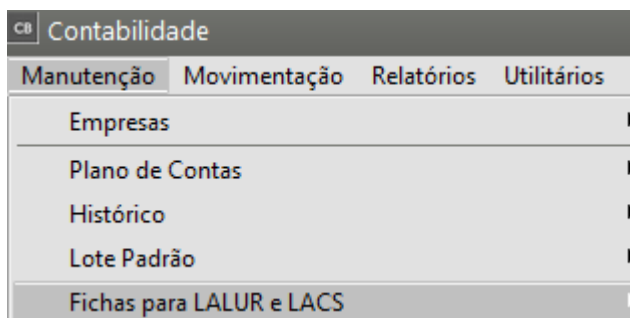 CB Contabilidade
Manutenção Movimentação Relatórios Utilitários
Empresas
Plano de Contas
Histórico
Lote Padrão
Fichas para LALUR e LACS